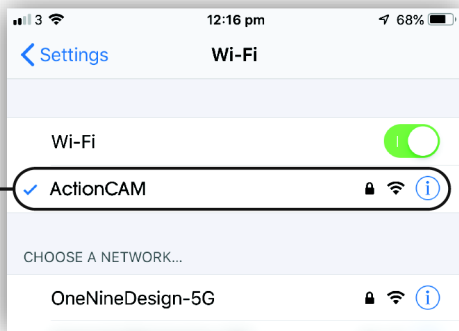 3 12:16 pm 68%
Settings Wi-Fi
Wi-Fi
ActionCAM
CHOOSE A NETWORK...
OneNineDesign-5G